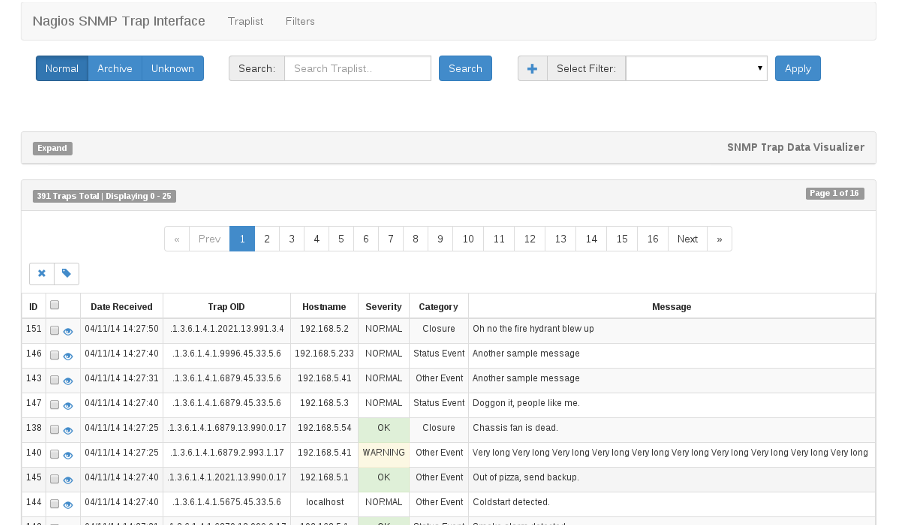 Nagios SNMP Trap Interface Traplist Filters
Normal Archive Unknown Search: Search Traplist.. Search Select Filter: Apply
Expand SNMP Trap Data Visualizer
391 Traps Total | Displaying 0 - 25 Page 1 of 16
« Prev 1 2 3 4 5 6 7 8 9 10 11 12 13 14 15 16 Next »
ID Date Received Trap OID Hostname Severity Category Message
151 04/11/14 14:27:50 .1.3.6.1.4.1.2021.13.991.3.4 192.168.5.2 NORMAL Closure Oh no the fire hydrant blew up
146 04/11/14 14:27:40 .1.3.6.1.4.1.9996.45.33.5.6 192.168.5.233 NORMAL Status Event Another sample message
143 04/11/14 14:27:31 .1.3.6.1.4.1.6879.45.33.5.6 192.168.5.41 NORMAL Other Event Another sample message
147 04/11/14 14:27:40 .1.3.6.1.4.1.6879.45.33.5.6 192.168.5.3 NORMAL Status Event Doggon it, people like me.
138 04/11/14 14:27:25 .1.3.6.1.4.1.6879.13.990.0.17 192.168.5.54 OK Closure Chassis fan is dead.
140 04/11/14 14:27:25 .1.3.6.1.4.1.6879.2.993.1.17 192.168.5.41 WARNING Other Event Very long Very long Very long Very long Very long Very long Very long Very long Very long Very long
145 04/11/14 14:27:40 .1.3.6.1.4.1.2021.13.990.0.17 192.168.5.1 OK Other Event Out of pizza, send backup.
144 04/11/14 14:27:40 .1.3.6.1.4.1.5675.45.33.5.6 localhost NORMAL Other Event Coldstart detected.